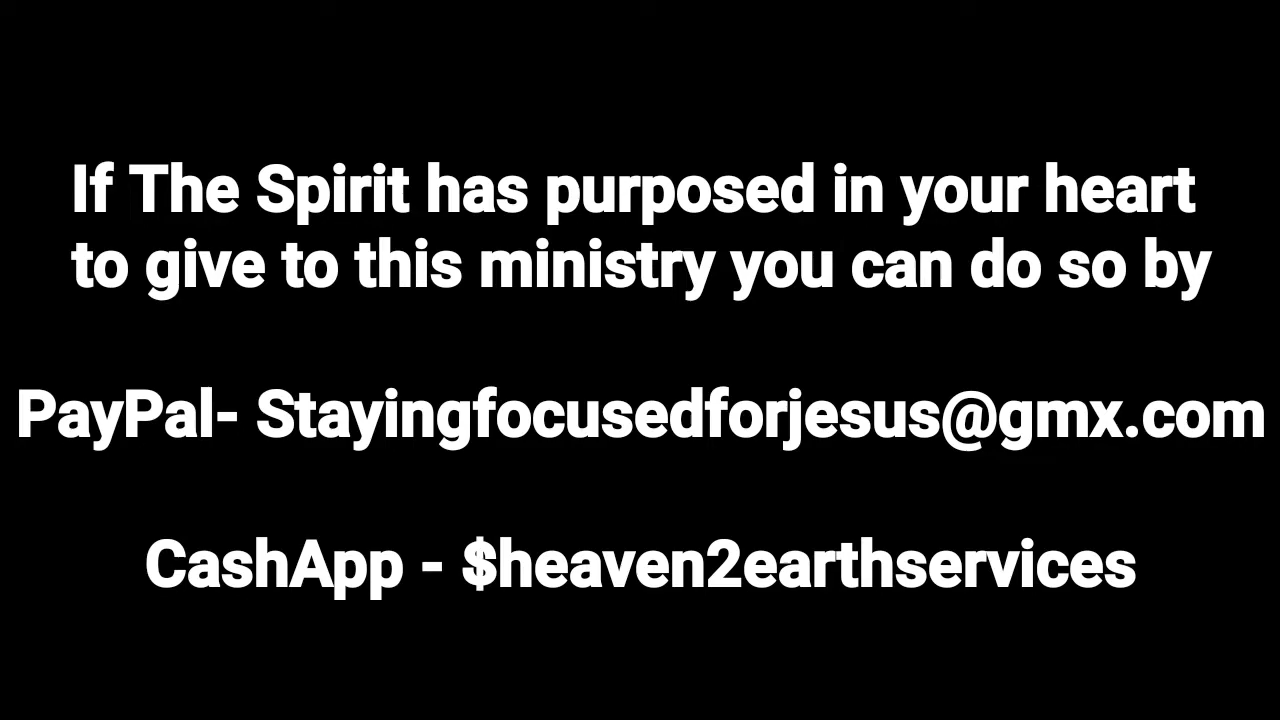 If The Spirit has purposed in your heart
to give to this ministry you can do so by
PayPal- Stayingfocusedforjesus@gmx.com
CashApp - $heaven2earthservices